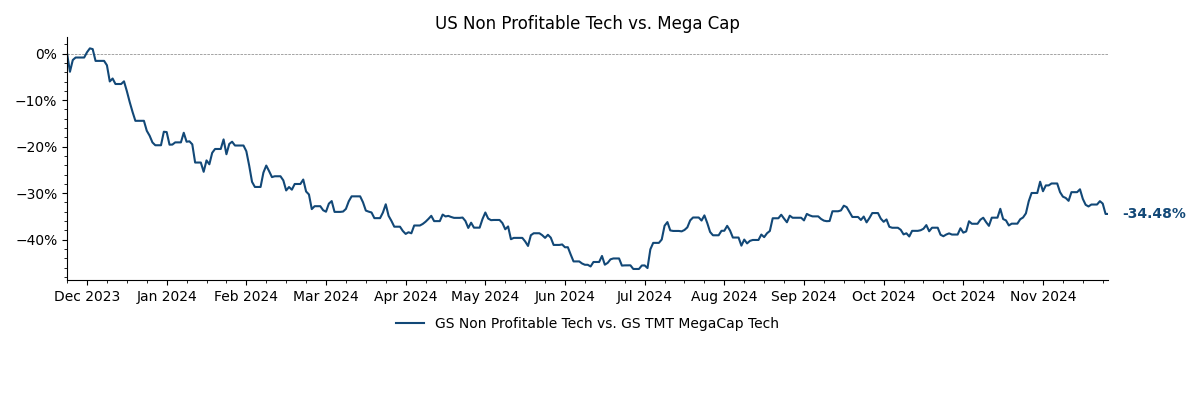 US Non Profitable Tech vs. Mega Cap
0%
−10%
−20%
−30%
−40%
-34.48%
Dec 2023 Jan 2024 Feb 2024 Mar 2024 Apr 2024 May 2024 Jun 2024 Jul 2024 Aug 2024 Sep 2024 Oct 2024 Oct 2024 Nov 2024
GS Non Profitable Tech vs. GS TMT MegaCap Tech